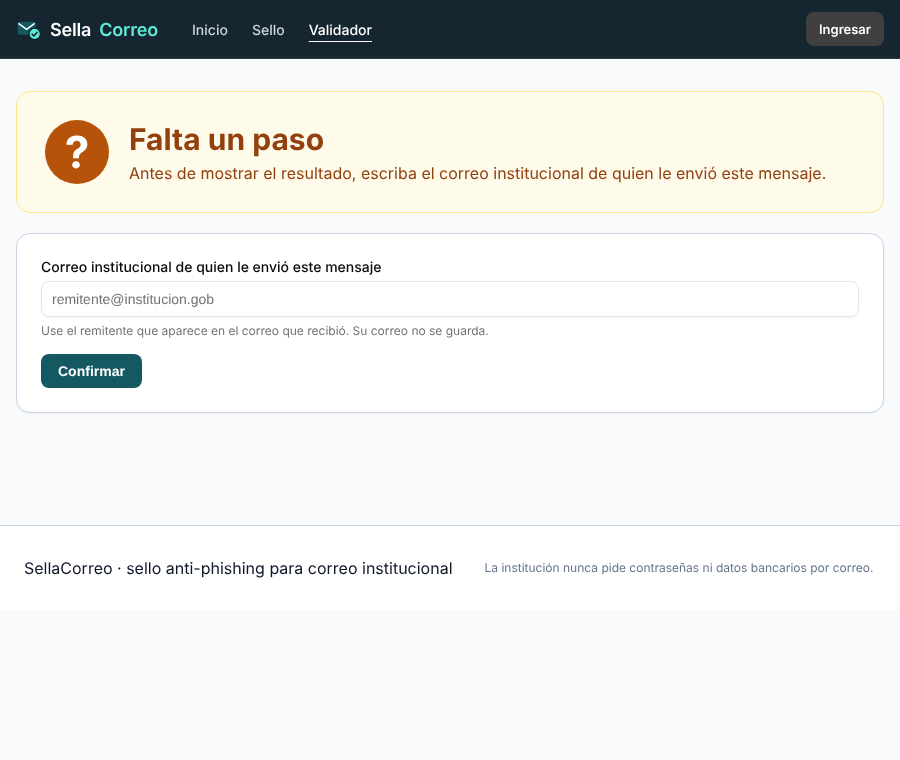 Sella Correo Inicio Sello Validador Ingresar
?
Falta un paso
Antes de mostrar el resultado, escriba el correo institucional de quien le envió este mensaje.
Correo institucional de quien le envió este mensaje
remitente@institucion.gob
Use el remitente que aparece en el correo que recibió. Su correo no se guarda.
Confirmar
SellaCorreo · sello anti-phishing para correo institucional
La institución nunca pide contraseñas ni datos bancarios por correo.